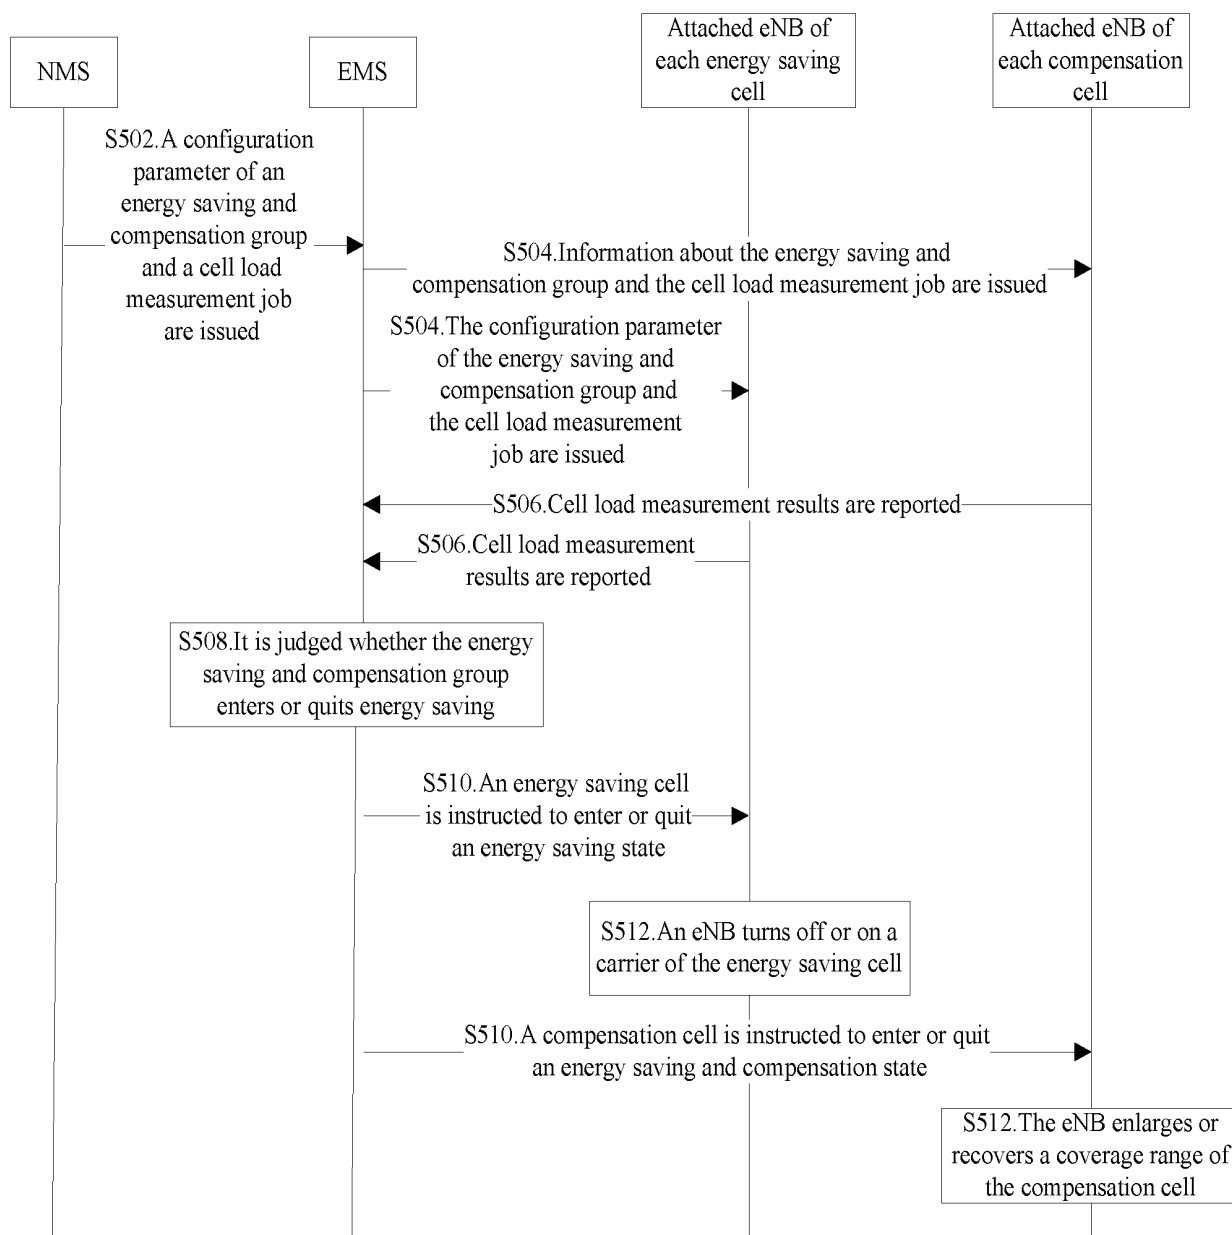 NMS
EMS
Attached eNB of
each energy saving
cell
Attached eNB of
each compensation
cell
S502.A configuration
parameter of an
energy saving and
compensation group
and a cell load
measurement job
are issued
S504.Information about the energy saving and
compensation group and the cell load measurement job are issued
S504.The configuration parameter
of the energy saving and
compensation group and
the cell load measurement
job are issued
S506.Cell load measurement results are reported
S506.Cell load measurement
results are reported
S508.It is judged whether the energy
saving and compensation group
enters or quits energy saving
S510.An energy saving cell
is instructed to enter or quit
an energy saving state
S512.An eNB turns off or on a
carrier of the energy saving cell
S510.A compensation cell is instructed to enter or quit
an energy saving and compensation state
S512.The eNB enlarges or
recovers a coverage range of
the compensation cell